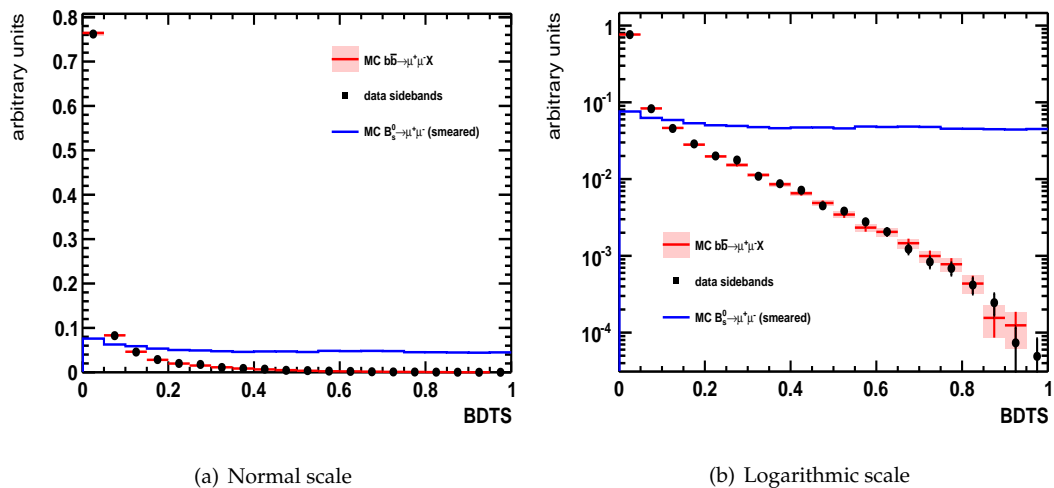 arbitrary units
0.8
0.7
0.6
0.5
0.4
0.3
0.2
0.1
0
MC bb̅→μ⁺μ⁻X
data sidebands
MC B⁰ₛ→μ⁺μ⁻ (smeared)
0 0.2 0.4 0.6 0.8 1
BDTS
(a) Normal scale
arbitrary units
1
10⁻¹
10⁻²
10⁻³
10⁻⁴
MC bb̅→μ⁺μ⁻X
data sidebands
MC B⁰ₛ→μ⁺μ⁻ (smeared)
0 0.2 0.4 0.6 0.8 1
BDTS
(b) Logarithmic scale